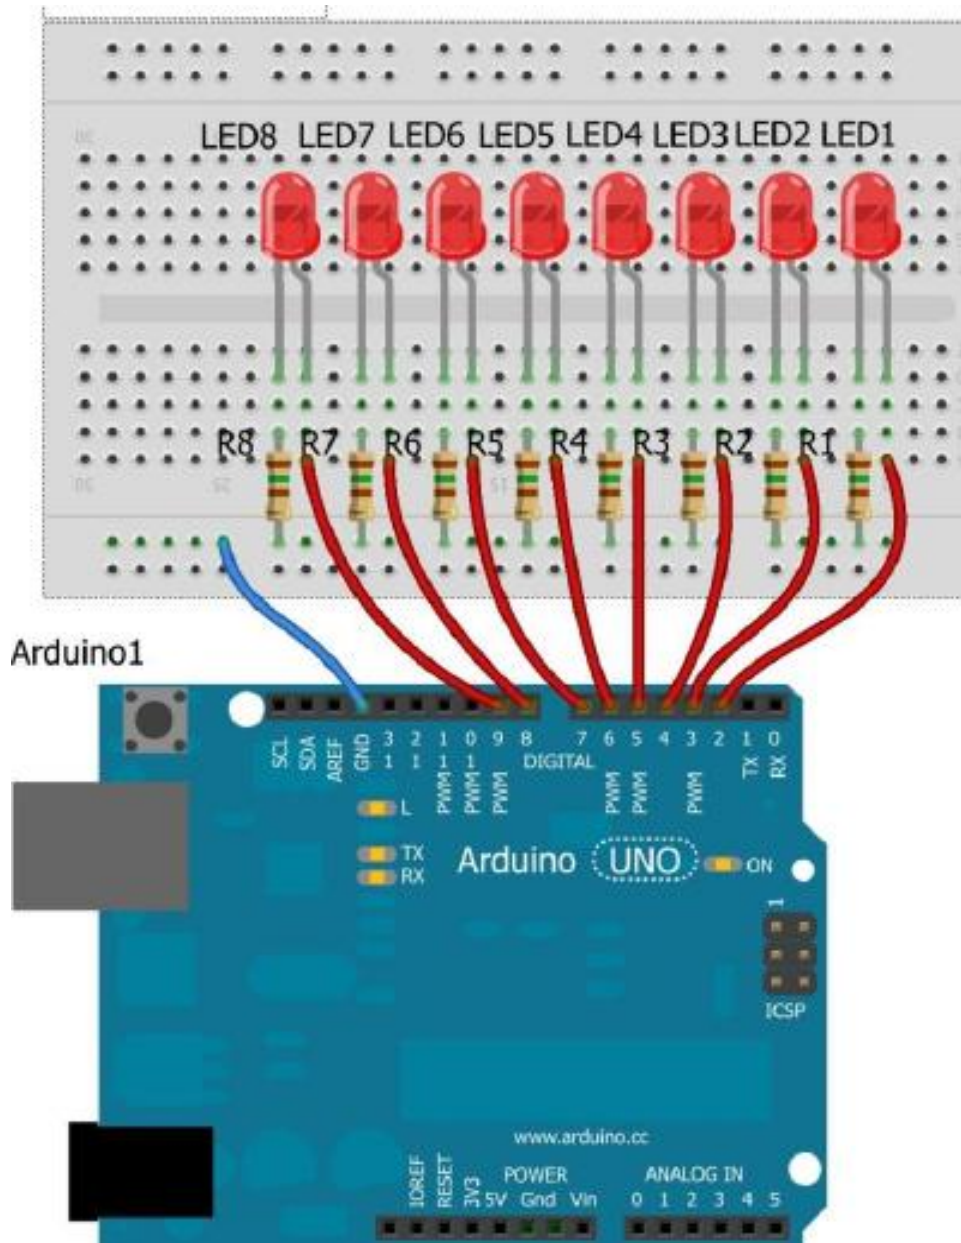 LED8 LED7 LED6 LED5 LED4 LED3 LED2 LED1
R8 R7 R6 R5 R4 R3 R2 R1
30 25 15
Arduino1
SCL SDA AREF GND 13 12 11 10 9 8 7 6 5 4 3 2 1 0
PWM PWM PWM DIGITAL PWM PWM PWM TX RX
L
TX
RX
Arduino UNO ON
1
ICSP
www.arduino.cc
POWER ANALOG IN
IOREF RESET 3V3 5V Gnd Vin 0 1 2 3 4 5